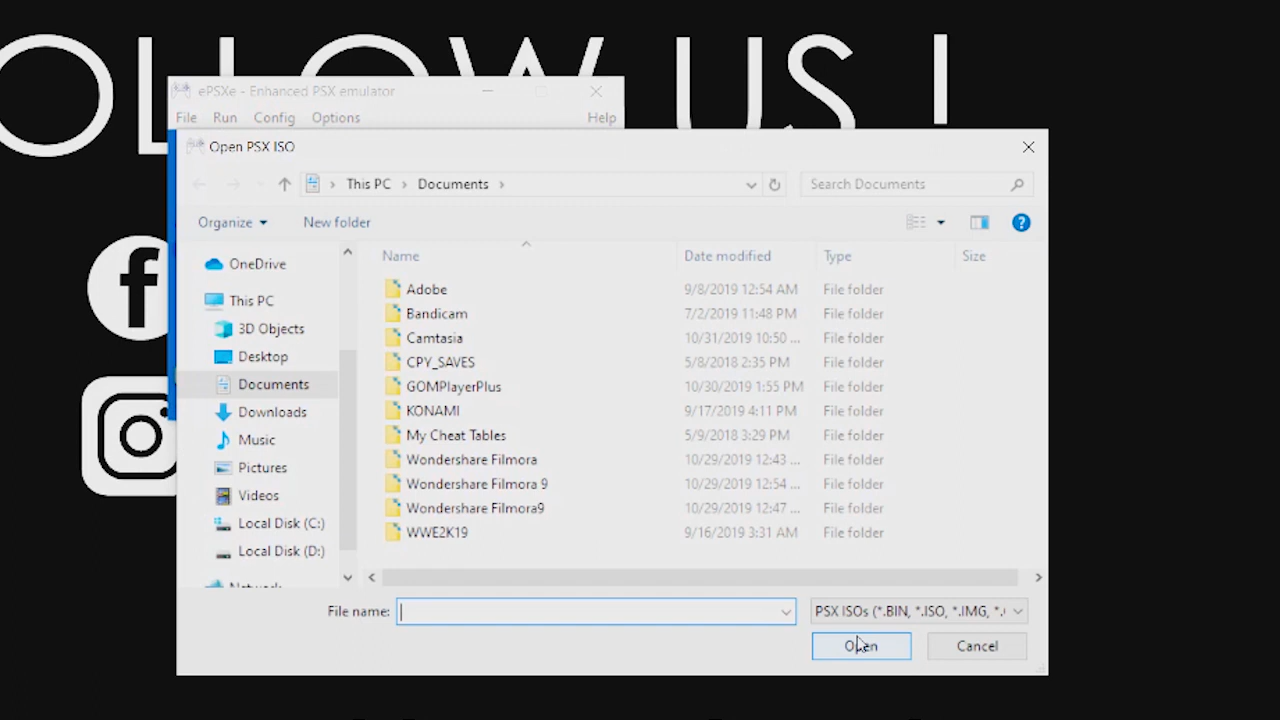 OLLOW US !
ePSXe - Enhanced PSX emulator
File Run Config Options Help
Open PSX ISO
This PC > Documents >
Search Documents
Organize New folder
Name Date modified Type Size
OneDrive
This PC
3D Objects
Desktop
Documents
Downloads
Music
Pictures
Videos
Local Disk (C:)
Local Disk (D:)
Network
Adobe 9/8/2019 12:54 AM File folder
Bandicam 7/2/2019 11:48 PM File folder
Camtasia 10/31/2019 10:50 ... File folder
CPY_SAVES 5/8/2018 2:35 PM File folder
GOMPlayerPlus 10/30/2019 1:55 PM File folder
KONAMI 9/17/2019 4:11 PM File folder
My Cheat Tables 5/9/2018 3:29 PM File folder
Wondershare Filmora 10/29/2019 12:43 ... File folder
Wondershare Filmora 9 10/29/2019 12:54 ... File folder
Wondershare Filmora9 10/29/2019 12:47 ... File folder
WWE2K19 9/16/2019 3:31 AM File folder
File name:
PSX ISOs (*.BIN, *.ISO, *.IMG, *.
Open Cancel